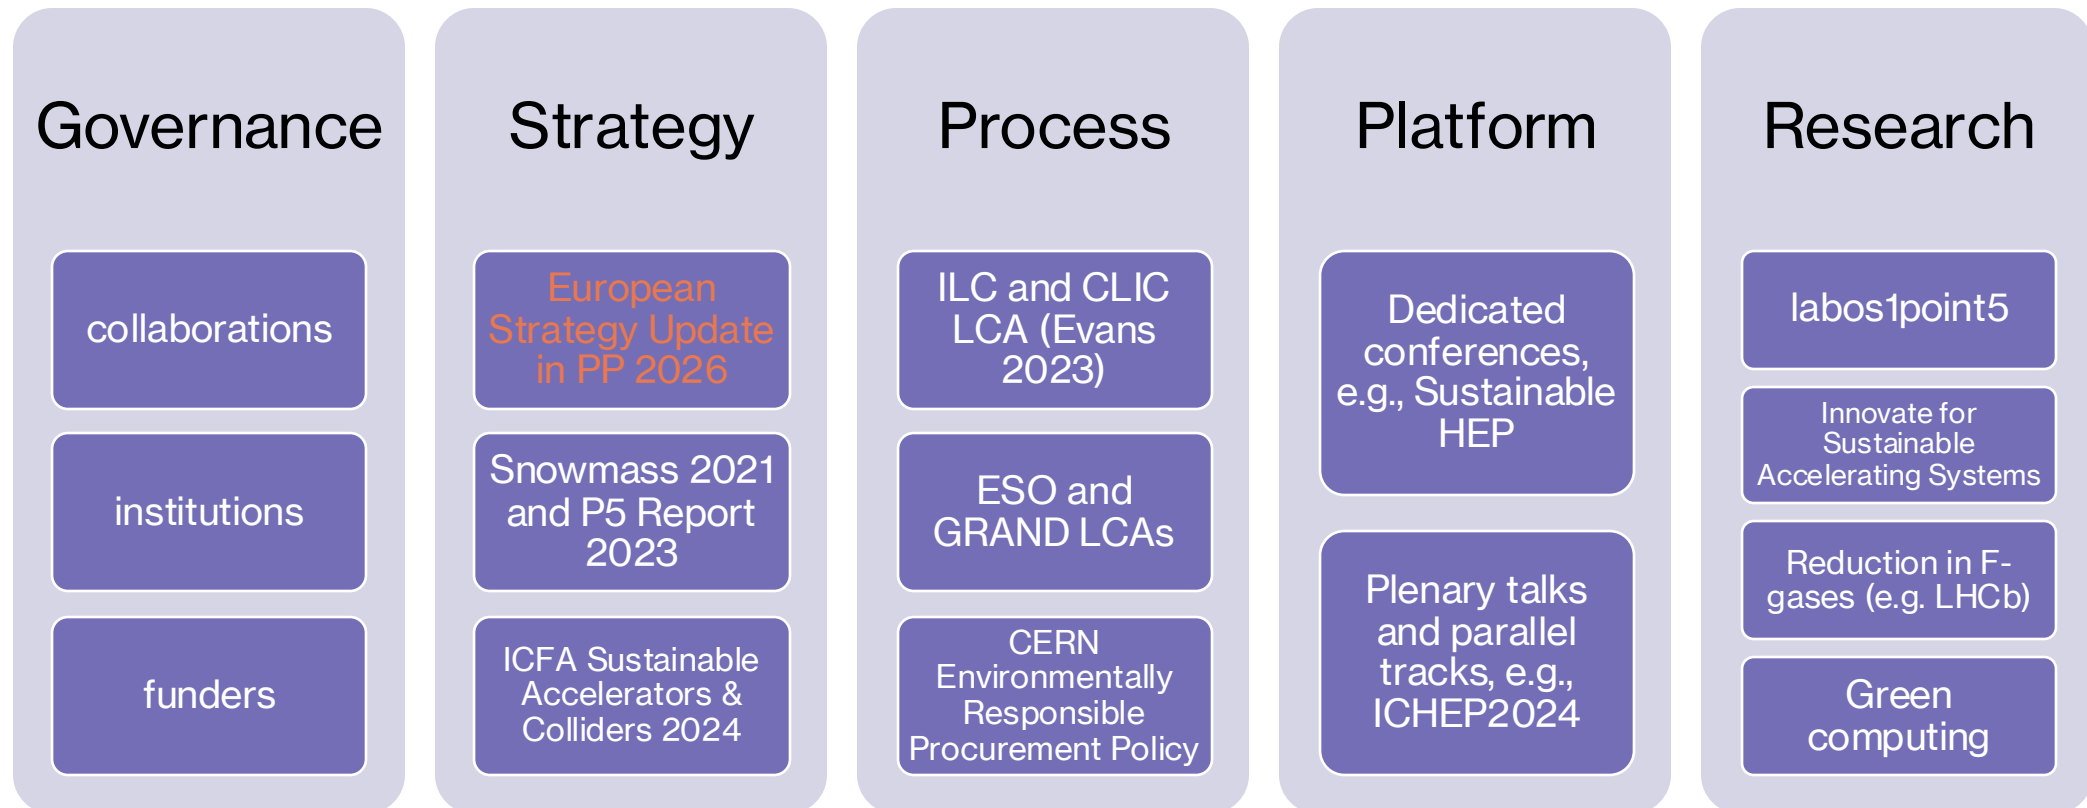 Governance
collaborations
institutions
funders
Strategy
European
Strategy Update
in PP 2026
Snowmass 2021
and P5 Report
2023
ICFA Sustainable
Accelerators &
Colliders 2024
Process
ILC and CLIC
LCA (Evans
2023)
ESO and
GRAND LCAs
CERN
Environmentally
Responsible
Procurement Policy
Platform
Dedicated
conferences,
e.g., Sustainable
HEP
Plenary talks
and parallel
tracks, e.g.,
ICHEP2024
Research
labos1point5
Innovate for
Sustainable
Accelerating Systems
Reduction in F-
gases (e.g. LHCb)
Green
computing